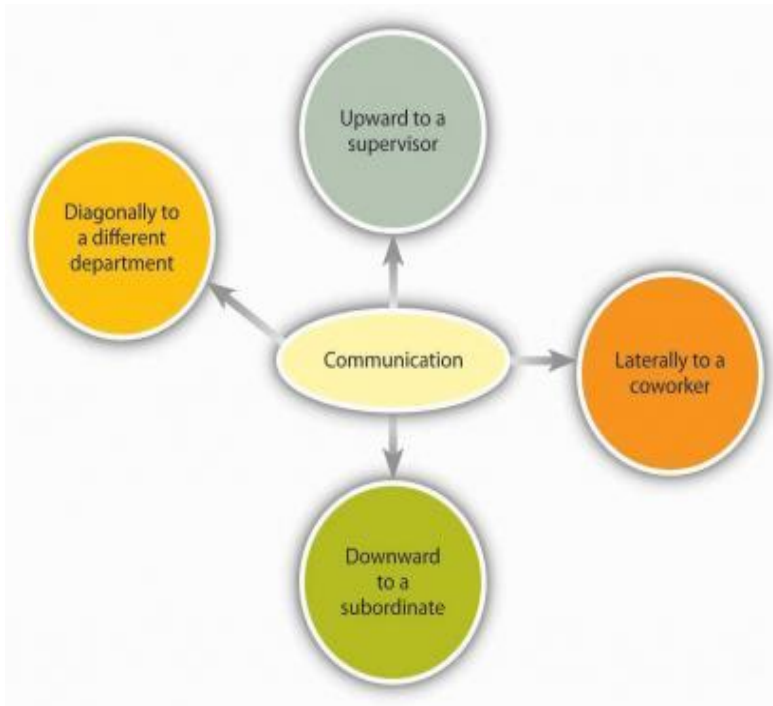 Upward to a
supervisor
Diagonally to
a different
department
Communication
Laterally to a
coworker
Downward
to a
subordinate